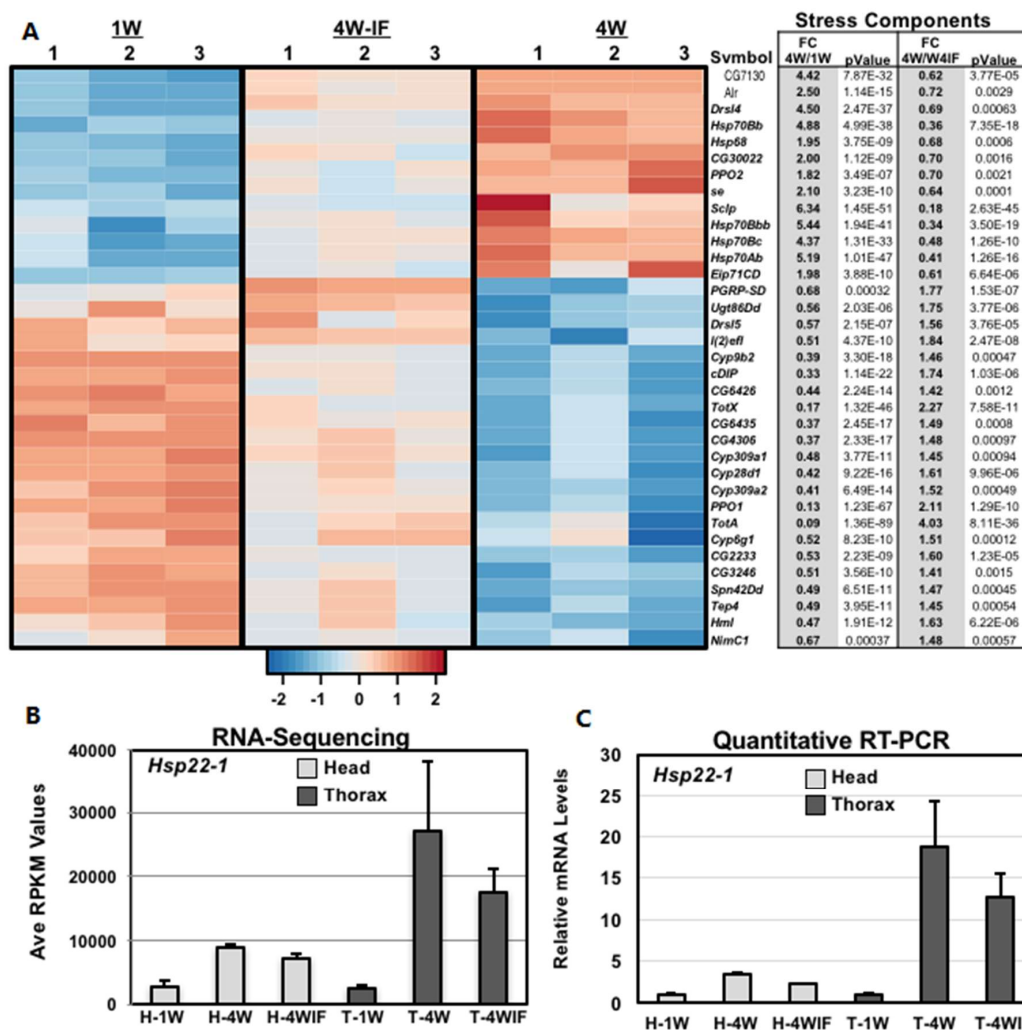 A
1W 4W-IF 4W
1 2 3 1 2 3 1 2 3
Stress Components
Symbol FC 4W/1W pValue FC 4W/W4IF pValue
CG7130 4.42 7.87E-32 0.62 3.77E-05
Alr 2.50 1.14E-15 0.72 0.0029
Drsl4 4.50 2.47E-37 0.69 0.00063
Hsp70Bb 4.88 4.99E-38 0.36 7.35E-18
Hsp68 1.95 3.75E-09 0.68 0.0006
CG30022 2.00 1.12E-09 0.70 0.0016
PPO2 1.82 3.49E-07 0.70 0.0021
se 2.10 3.23E-10 0.64 0.0001
Sclp 6.34 1.45E-51 0.18 2.63E-45
Hsp70Bbb 5.44 1.94E-41 0.34 3.50E-19
Hsp70Bc 4.37 1.31E-33 0.48 1.26E-10
Hsp70Ab 5.19 1.01E-47 0.41 1.26E-16
Eip71CD 1.98 3.88E-10 0.61 6.64E-06
PGRP-SD 0.68 0.00032 1.77 1.53E-07
Ugt86Dd 0.56 2.03E-06 1.75 3.77E-06
Drsl5 0.57 2.15E-07 1.56 3.76E-05
l(2)efl 0.51 4.37E-10 1.84 2.47E-08
Cyp9b2 0.39 3.30E-18 1.46 0.00047
cDIP 0.33 1.14E-22 1.74 1.03E-06
CG6426 0.44 2.24E-14 1.42 0.0012
TotX 0.17 1.32E-46 2.27 7.58E-11
CG6435 0.37 2.45E-17 1.49 0.0008
CG4306 0.37 2.33E-17 1.48 0.00097
Cyp309a1 0.48 3.77E-11 1.45 0.00094
Cyp28d1 0.42 9.22E-16 1.61 9.96E-06
Cyp309a2 0.41 6.49E-14 1.52 0.00049
PPO1 0.13 1.23E-67 2.11 1.29E-10
TotA 0.09 1.36E-89 4.03 8.11E-36
Cyp6g1 0.52 8.23E-10 1.51 0.00012
CG2233 0.53 2.23E-09 1.60 1.23E-05
CG3246 0.51 3.56E-10 1.41 0.0015
Spn42Dd 0.49 6.51E-11 1.47 0.00045
Tep4 0.49 3.95E-11 1.45 0.00054
Hml 0.47 1.91E-12 1.63 6.22E-06
NimC1 0.67 0.00037 1.48 0.00057
-2 -1 0 1 2
B
RNA-Sequencing
Hsp22-1
Head
Thorax
Ave RPKM Values
40000
30000
20000
10000
0
H-1W H-4W H-4WIF T-1W T-4W T-4WIF
C
Quantitative RT-PCR
Hsp22-1
Head
Thorax
Relative mRNA Levels
30
25
20
15
10
5
0
H-1W H-4W H-4WIF T-1W T-4W T-4WIF